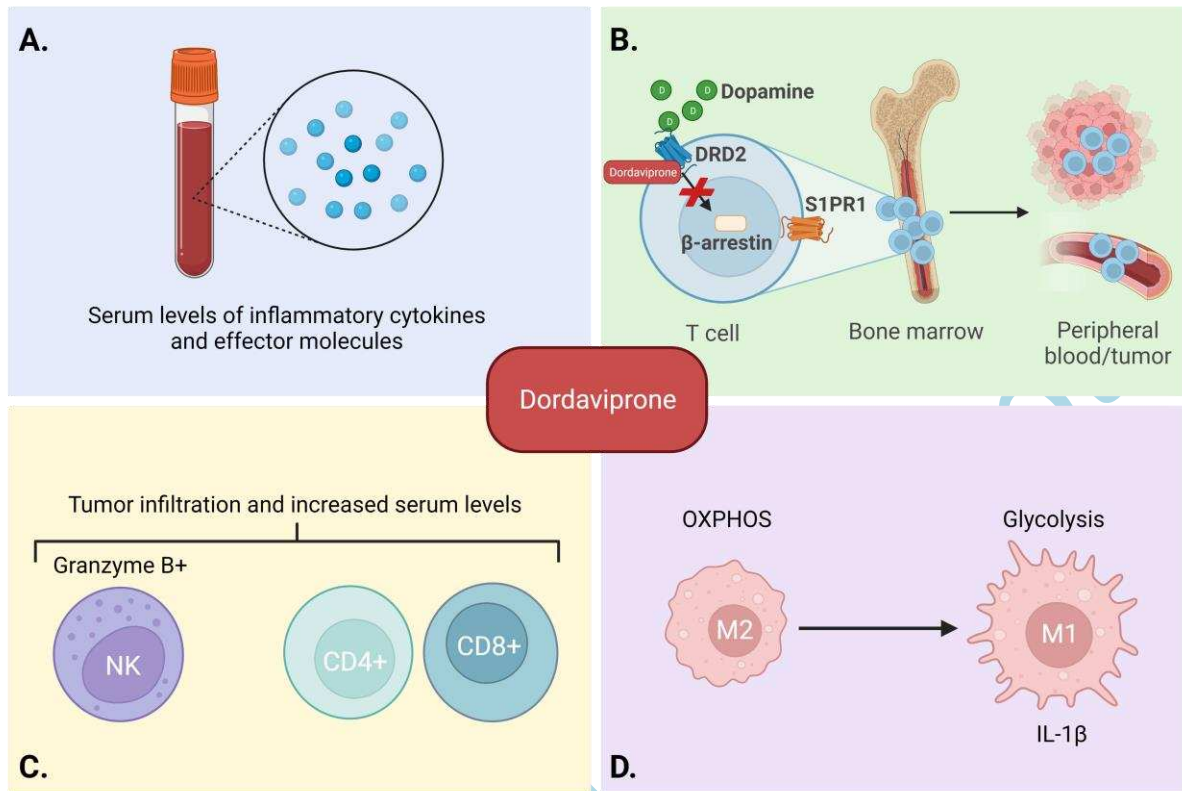 A.
Serum levels of inflammatory cytokines
and effector molecules
B.
D
D
D
D
Dopamine
DRD2
Dordaviprone
S1PR1
β-arrestin
T cell
Bone marrow
Peripheral
blood/tumor
Dordaviprone
Tumor infiltration and increased serum levels
Granzyme B+
NK
CD4+
CD8+
C.
OXPHOS
Glycolysis
M2
M1
IL-1β
D.